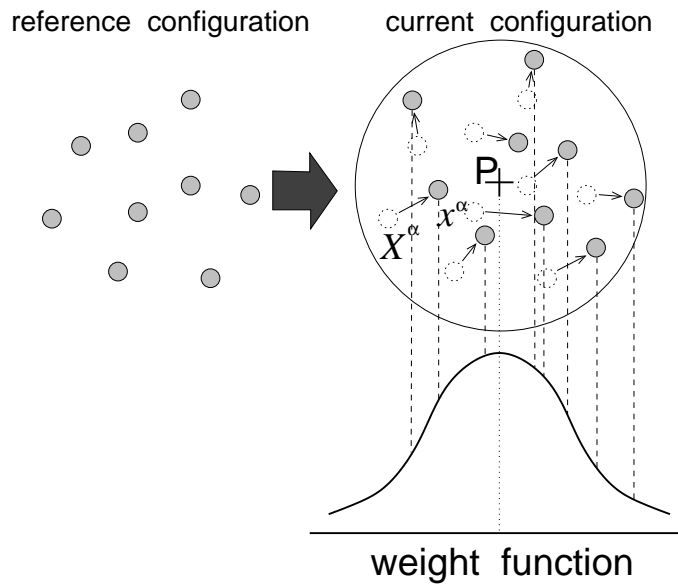 reference configuration
current configuration
P
X^α
x^α
weight function